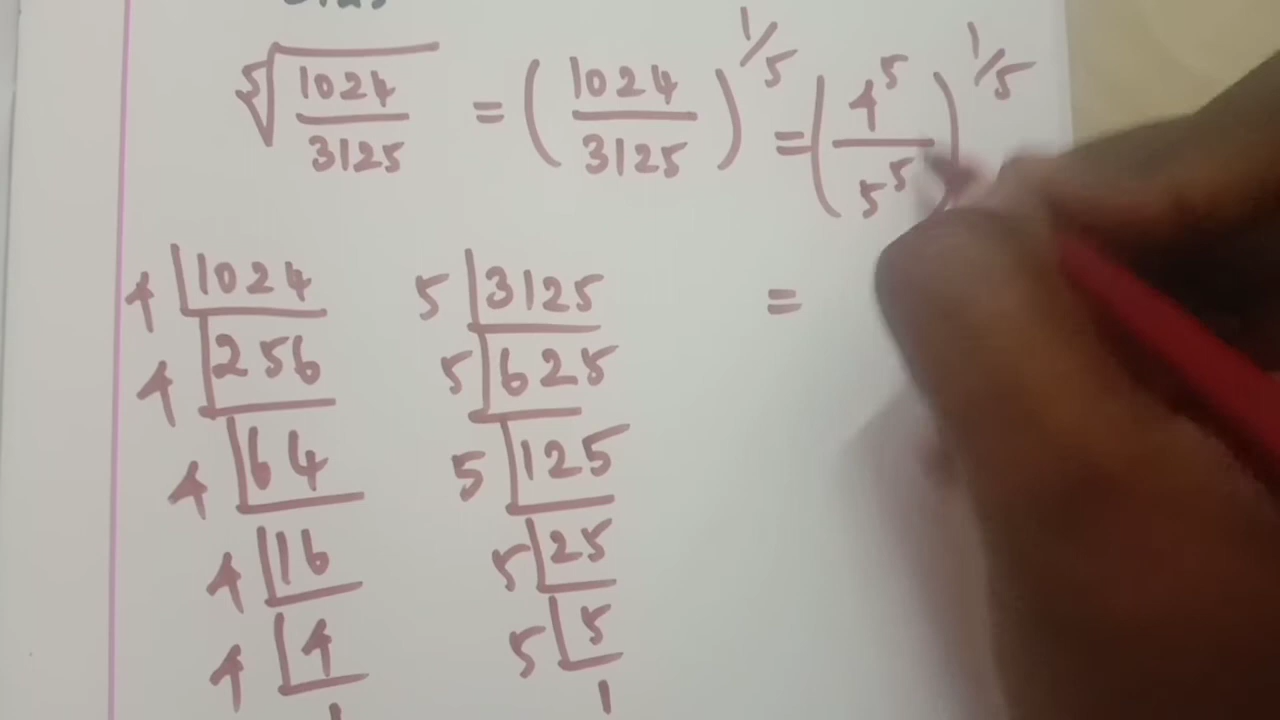 ⁵√(1024/3125) = (1024/3125)^1/5 = (4⁵/5⁵)^1/5
=
4 | 1024
4 | 256
4 | 64
4 | 16
4 | 4
1
5 | 3125
5 | 625
5 | 125
5 | 25
5 | 5
1